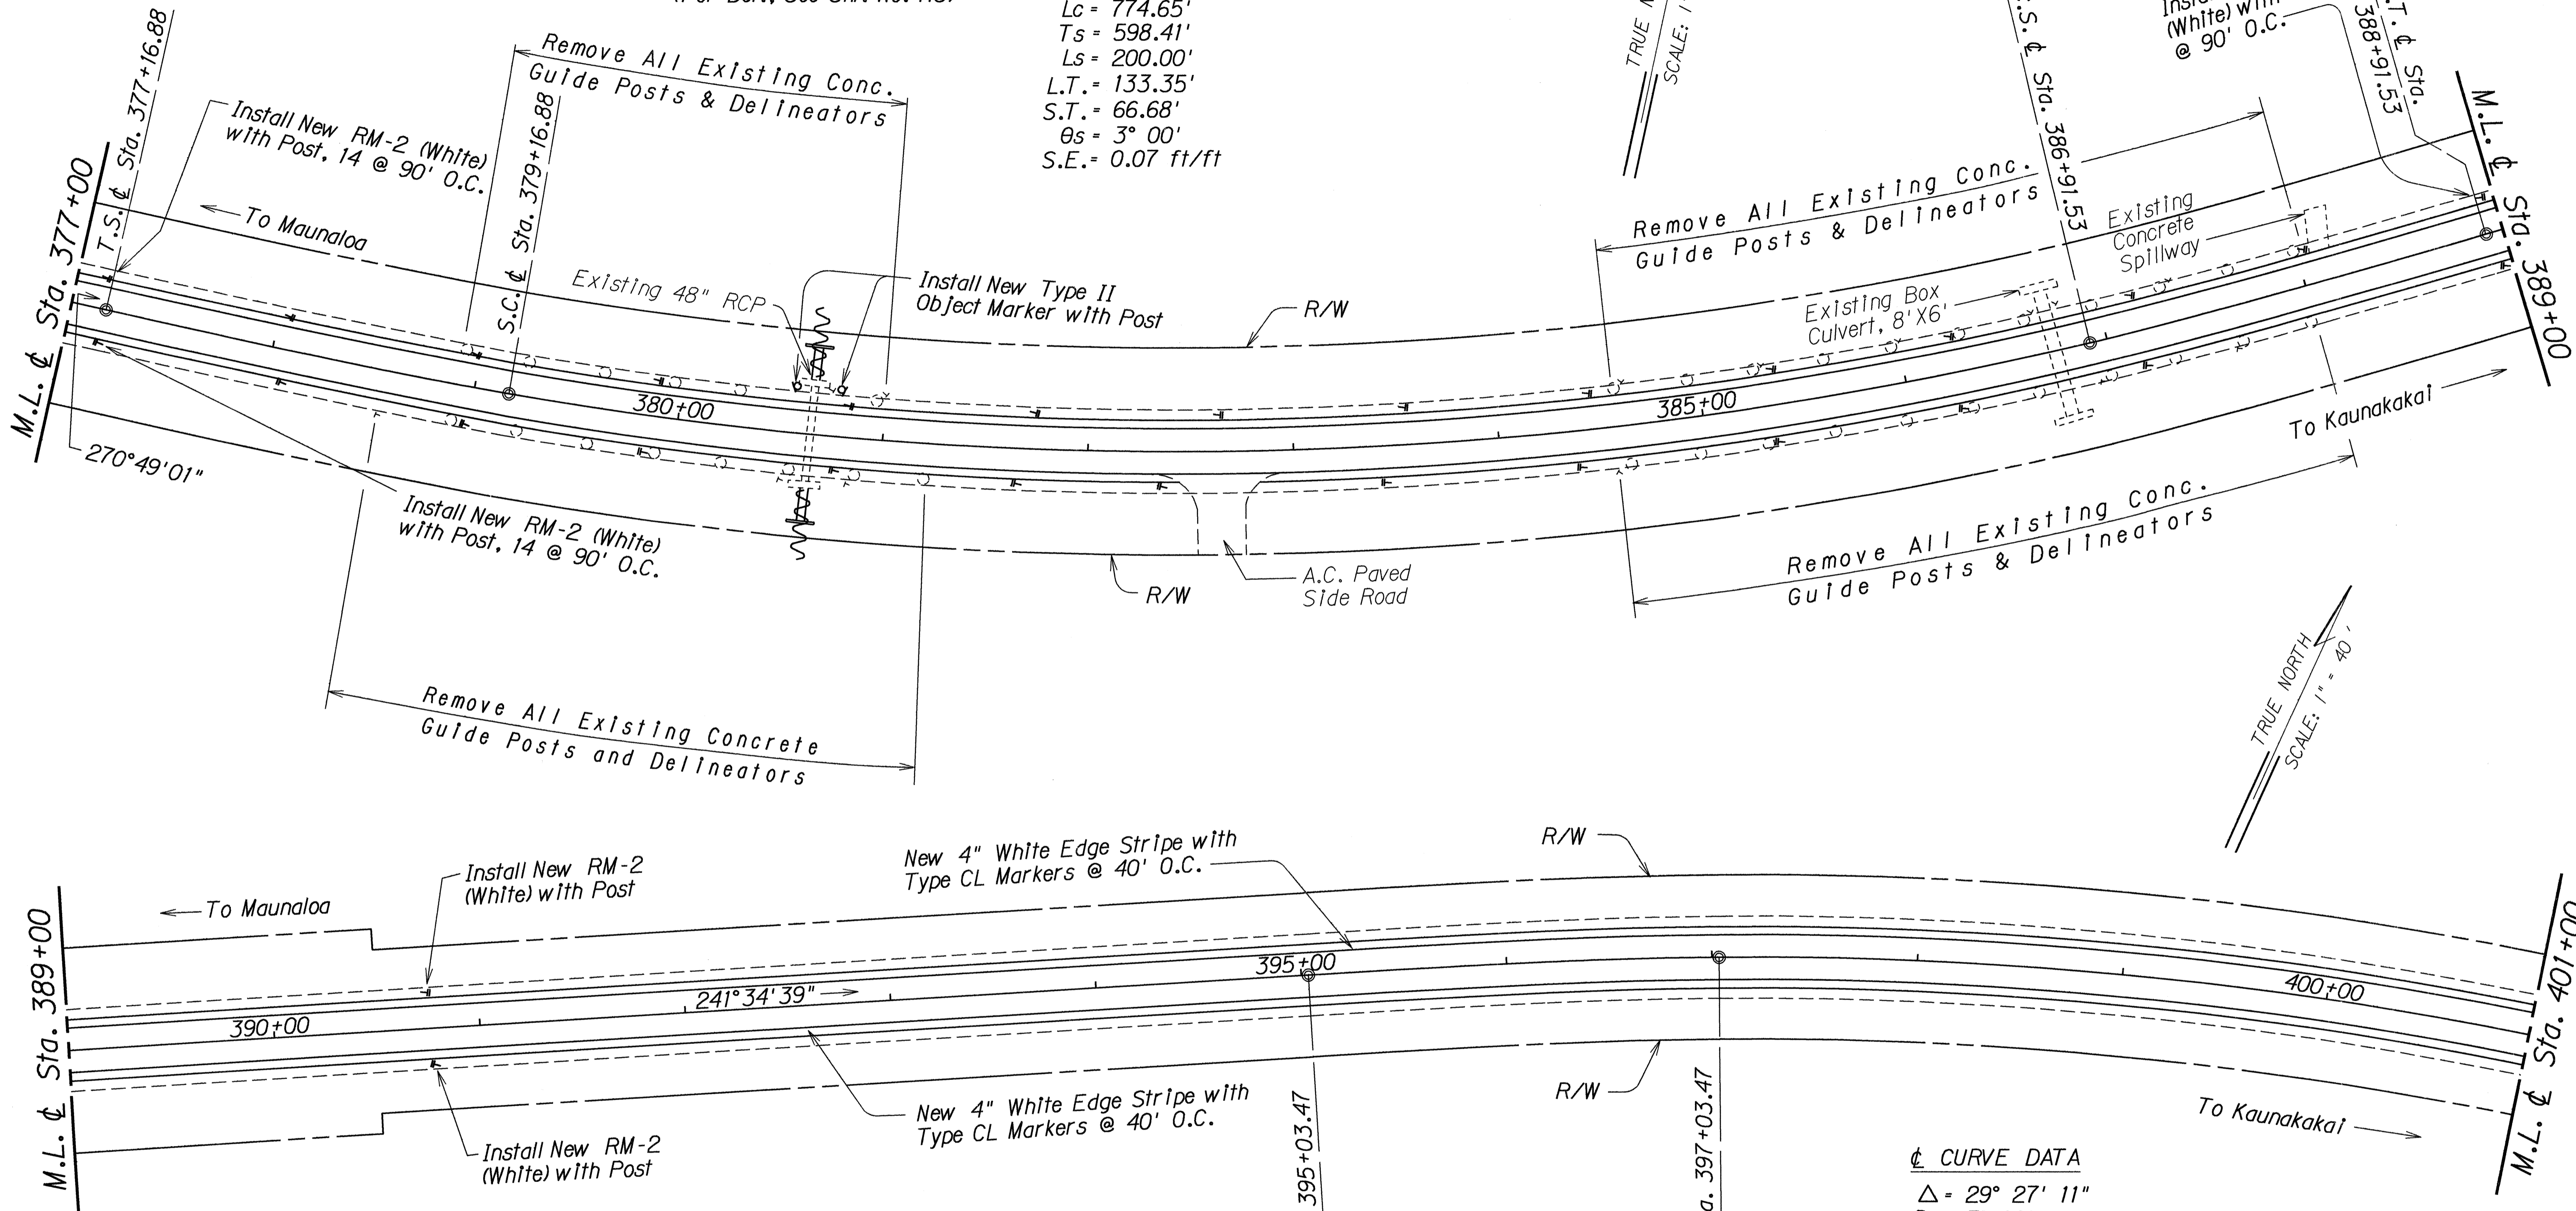 Lc = 774.65'
Ts = 598.41'
Ls = 200.00'
L.T. = 133.35'
S.T. = 66.68'
θs = 3° 00'
S.E. = 0.07 ft/ft
TRUE
SCALE:
(White) with
@ 90' O.C.
S. ℄ Sta. 386+91.53
T. ℄ Sta.
388+91.53
M.L. ℄ Sta. 377+00
T.S. ℄ Sta. 377+16.88
Install New RM-2 (White)
with Post, 14 @ 90' O.C.
Remove All Existing Conc.
Guide Posts & Delineators
S.C. ℄ Sta. 379+16.88
To Maunaloa
Existing 48" RCP
Install New Type II
Object Marker with Post
R/W
Remove All Existing Conc.
Guide Posts & Delineators
Existing
Concrete
Spillway
Existing Box
Culvert, 8'X6'
M.L. ℄ Sta. 389+00
380+00
385+00
To Kaunakakai
270°49'01"
Install New RM-2 (White)
with Post, 14 @ 90' O.C.
R/W
A.C. Paved
Side Road
Remove All Existing Conc.
Guide Posts & Delineators
Remove All Existing Concrete
Guide Posts and Delineators
TRUE NORTH
SCALE: 1" = 40'
M.L. ℄ Sta. 389+00
To Maunaloa
Install New RM-2
(White) with Post
New 4" White Edge Stripe with
Type CL Markers @ 40' O.C.
R/W
390+00
241°34'39"
395+00
400+00
M.L. ℄ Sta. 401+00
Install New RM-2
(White) with Post
New 4" White Edge Stripe with
Type CL Markers @ 40' O.C.
395+03.47
R/W
a. 397+03.47
To Kaunakakai
℄ CURVE DATA
Δ = 29° 27' 11"